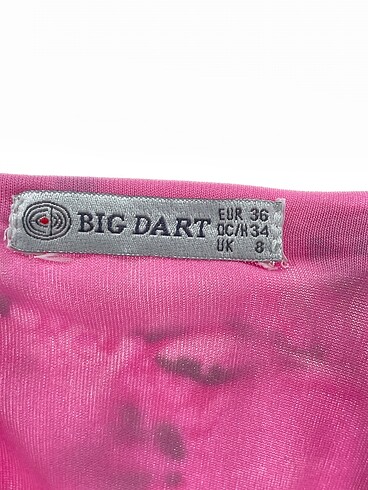 BIG DART
EUR 36
DC/H 34
UK 8